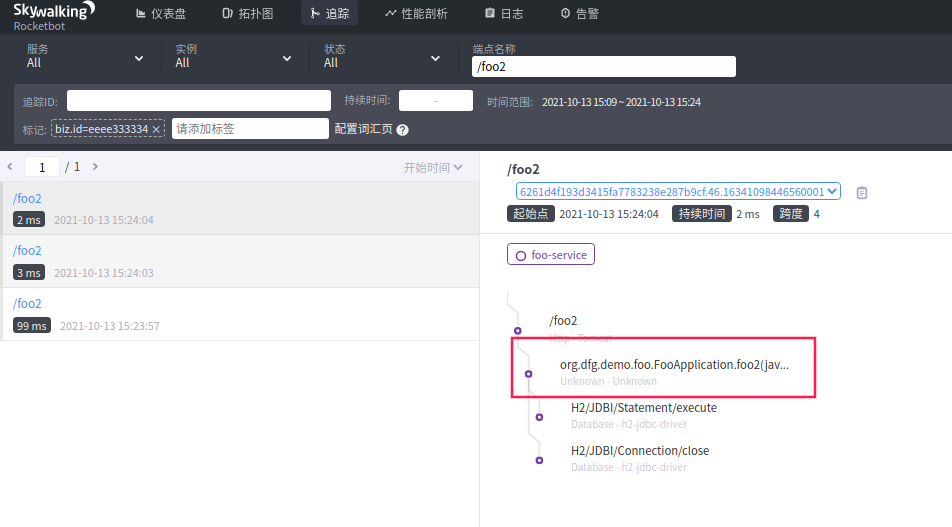 Skywalking
Rocketbot
仪表盘
拓扑图
追踪
性能剖析
日志
告警
服务
All
实例
All
状态
All
端点名称
/foo2
追踪ID:
持续时间:
-
时间范围:
2021-10-13 15:09 ~ 2021-10-13 15:24
标记:
biz.id=eeee333334 ×
请添加标签
配置词汇页 ?
< 1 / 1 >
开始时间
/foo2
2 ms 2021-10-13 15:24:04
/foo2
3 ms 2021-10-13 15:24:03
/foo2
99 ms 2021-10-13 15:23:57
/foo2
6261d4f193d3415fa7783238e287b9cf.46.16341098446560001
起始点 2021-10-13 15:24:04 持续时间 2 ms 跨度 4
foo-service
/foo2
Http - Tomcat
org.dfg.demo.foo.FooApplication.foo2(jav...
Unknown - Unknown
H2/JDBI/Statement/execute
Database - h2-jdbc-driver
H2/JDBI/Connection/close
Database - h2-jdbc-driver